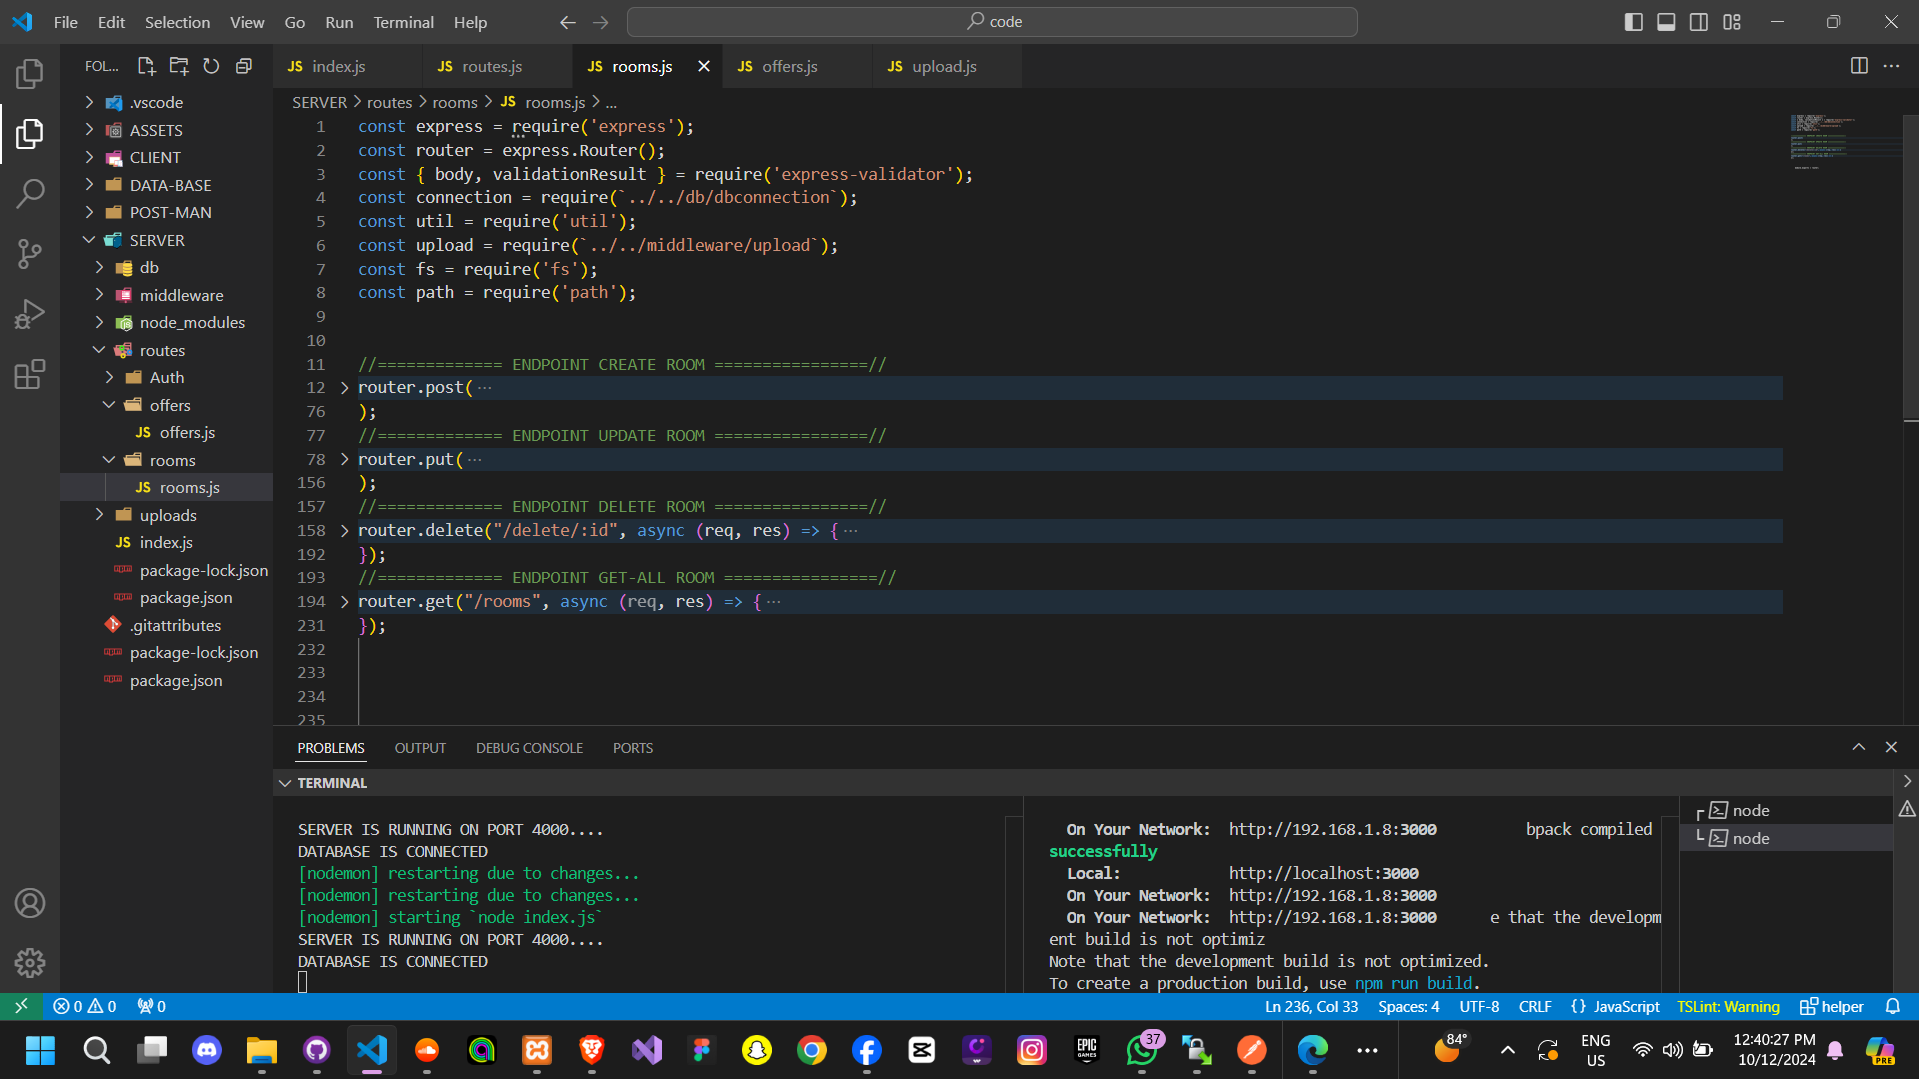 File Edit Selection View Go Run Terminal Help
code
FOL...
.vscode
ASSETS
CLIENT
DATA-BASE
POST-MAN
SERVER
db
middleware
node_modules
routes
Auth
offers
JS offers.js
rooms
JS rooms.js
uploads
JS index.js
package-lock.json
package.json
.gitattributes
package-lock.json
package.json
JS index.js
JS routes.js
JS rooms.js
JS offers.js
JS upload.js
SERVER > routes > rooms > JS rooms.js > ...
1 const express = require('express');
2 const router = express.Router();
3 const { body, validationResult } = require('express-validator');
4 const connection = require(`../../db/dbconnection`);
5 const util = require('util');
6 const upload = require(`../../middleware/upload`);
7 const fs = require('fs');
8 const path = require('path');
9
10
11 //============= ENDPOINT CREATE ROOM ================//
12 router.post( ...
76 );
77 //============= ENDPOINT UPDATE ROOM ================//
78 router.put( ...
156 );
157 //============= ENDPOINT DELETE ROOM ================//
158 router.delete("/delete/:id", async (req, res) => { ...
192 });
193 //============= ENDPOINT GET-ALL ROOM ================//
194 router.get("/rooms", async (req, res) => { ...
231 });
232
233
234
235
PROBLEMS OUTPUT DEBUG CONSOLE PORTS
TERMINAL
SERVER IS RUNNING ON PORT 4000....
DATABASE IS CONNECTED
[nodemon] restarting due to changes...
[nodemon] restarting due to changes...
[nodemon] starting `node index.js`
SERVER IS RUNNING ON PORT 4000....
DATABASE IS CONNECTED
On Your Network: http://192.168.1.8:3000 bpack compiled
successfully
Local: http://localhost:3000
On Your Network: http://192.168.1.8:3000
On Your Network: http://192.168.1.8:3000 e that the developm
ent build is not optimiz
Note that the development build is not optimized.
To create a production build, use npm run build.
node
node
0 0 0
Ln 236, Col 33 Spaces: 4 UTF-8 CRLF {} JavaScript TSLint: Warning helper
EPIC GAMES
37
84°
ENG
US
12:40:27 PM
10/12/2024
PRE